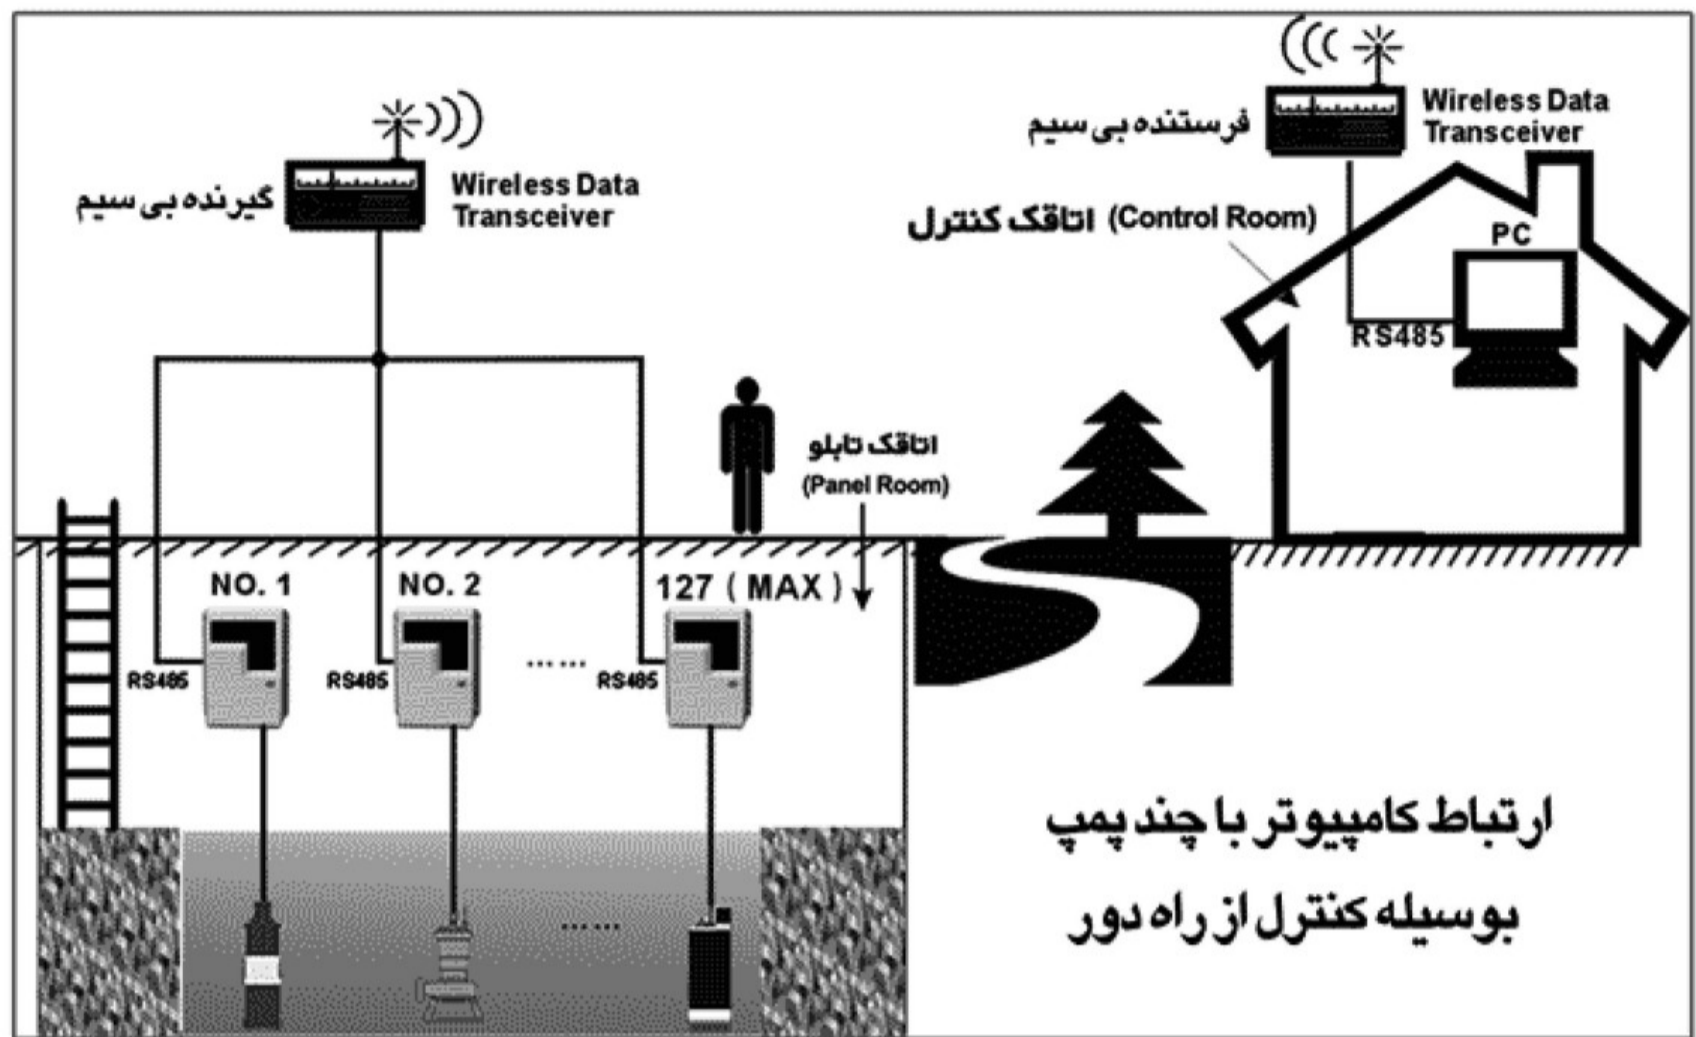 فرستنده بی سیم
Wireless Data
Transceiver
گیرنده بی سیم
Wireless Data
Transceiver
اتاقک کنترل (Control Room)
PC
RS485
اتاقک تابلو
(Panel Room)
NO. 1
NO. 2
127 ( MAX )
RS485
RS485
......
RS485
......
ارتباط کامپیوتر با چند پمپ
بوسیله کنترل از راه دور